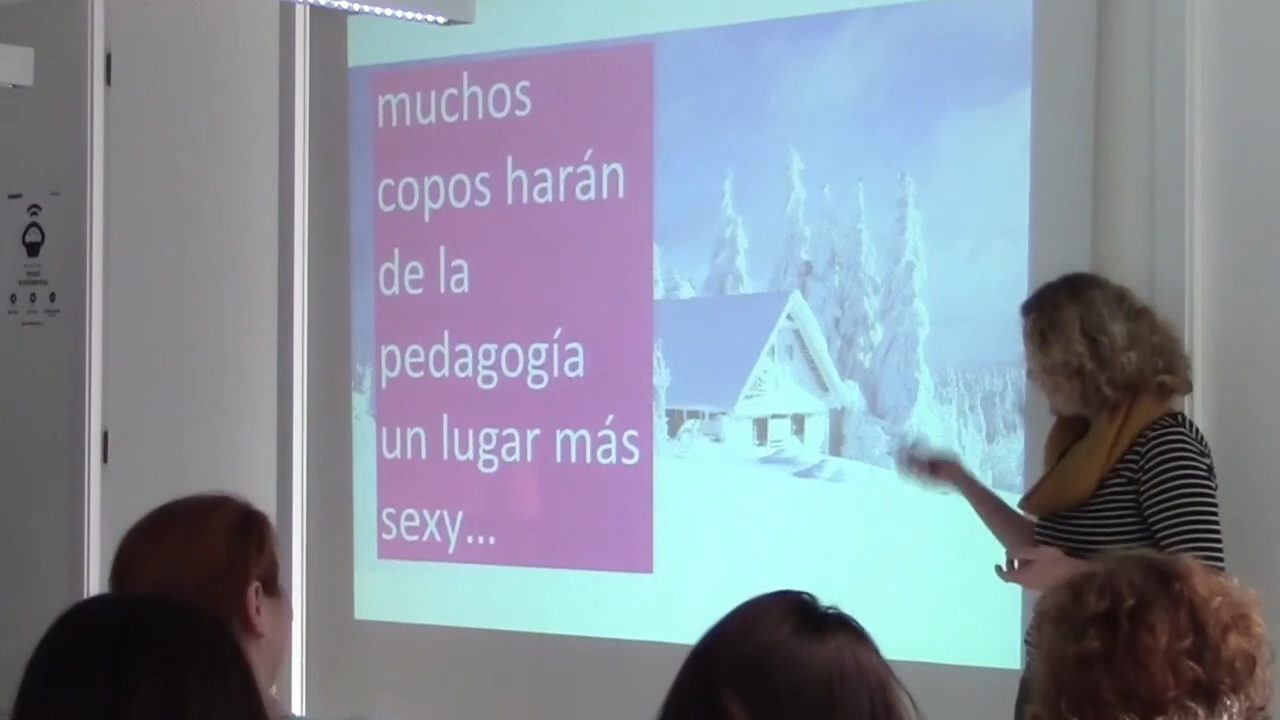 muchos
copos harán
de la
pedagogía
un lugar más
sexy...